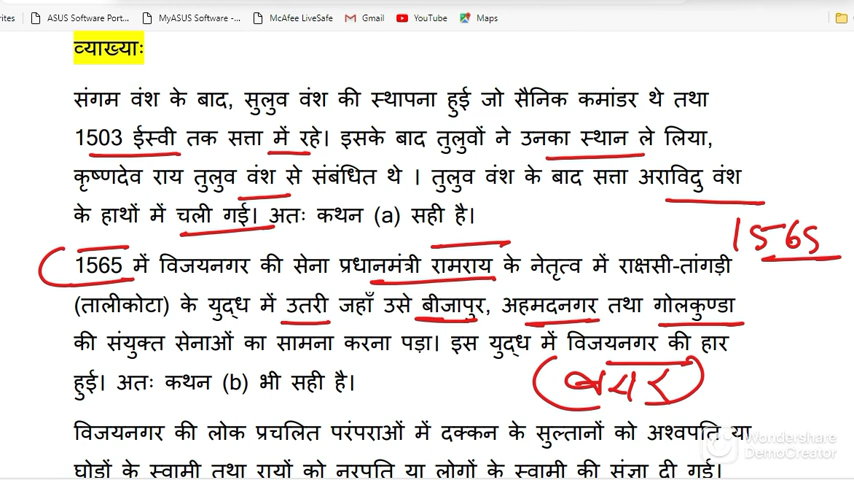 rites
ASUS Software Port...
MyASUS Software -...
McAfee LiveSafe
Gmail
YouTube
Maps
व्याख्याः
संगम वंश के बाद, सुलुव वंश की स्थापना हुई जो सैनिक कमांडर थे तथा
1503 ईस्वी तक सत्ता में रहे। इसके बाद तुलुवों ने उनका स्थान ले लिया,
कृष्णदेव राय तुलुव वंश से संबंधित थे । तुलुव वंश के बाद सत्ता अराविदु वंश
के हाथों में चली गई। अतः कथन (a) सही है।
1565
1565 में विजयनगर की सेना प्रधानमंत्री रामराय के नेतृत्व में राक्षसी-तांगड़ी
(तालीकोटा) के युद्ध में उतरी जहाँ उसे बीजापुर, अहमदनगर तथा गोलकुण्डा
की संयुक्त सेनाओं का सामना करना पड़ा। इस युद्ध में विजयनगर की हार
हुई। अतः कथन (b) भी सही है।
विजयनगर की लोक प्रचलित परंपराओं में दक्कन के सुल्तानों को अश्वपति या
घोड़ों के स्वामी तथा रायों को नरपति या लोगों के स्वामी की संज्ञा दी गई।
Wondershare
DemoCreator